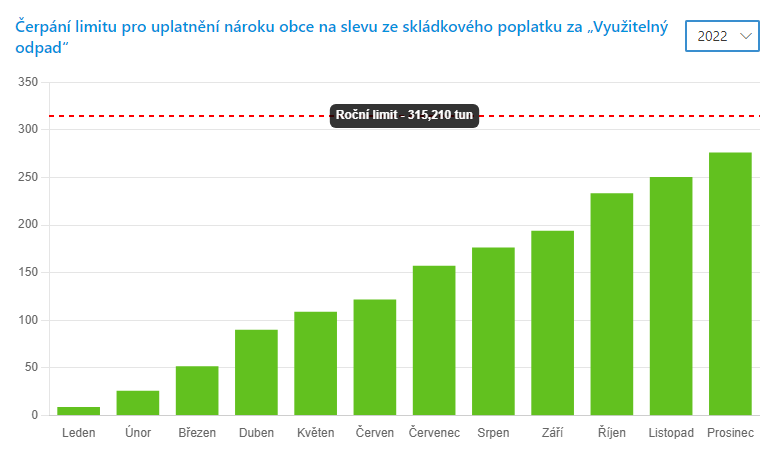 Čerpání limitu pro uplatnění nároku obce na slevu ze skládkového poplatku za „Využitelný
odpad“
2022
350
Roční limit - 315,210 tun
300
250
200
150
100
50
0
Leden Únor Březen Duben Květen Červen Červenec Srpen Září Říjen Listopad Prosinec